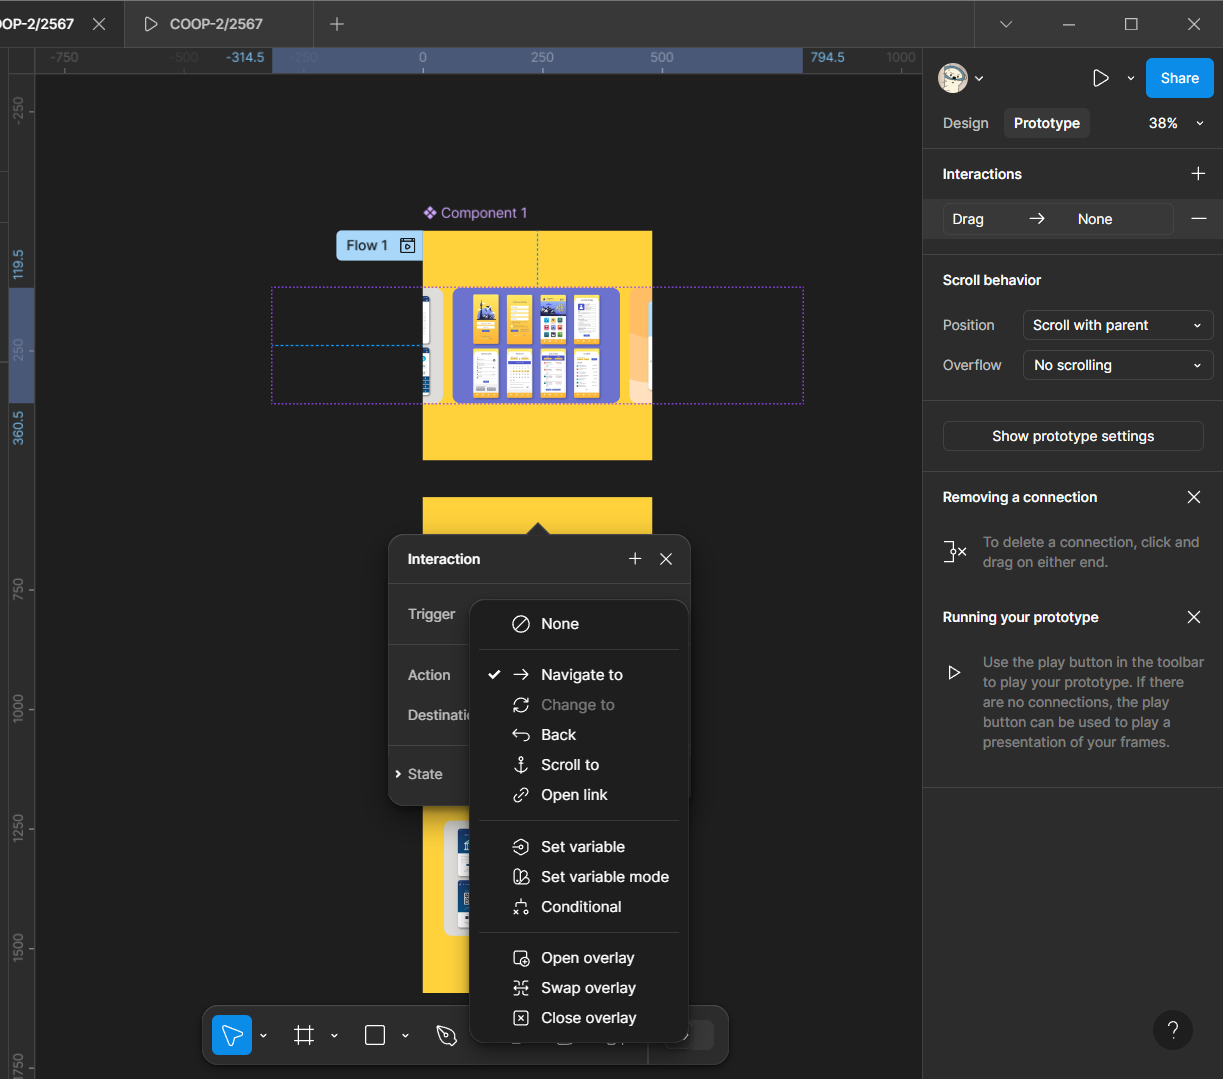 OOP-2/2567
COOP-2/2567
-750
-500
-314.5
-250
0
250
500
794.5
1000
-250
119.5
250
360.5
750
1000
1250
1500
1750
Share
Design
Prototype
38%
Interactions
Drag
None
Scroll behavior
Position
Scroll with parent
Overflow
No scrolling
Show prototype settings
Removing a connection
To delete a connection, click and
drag on either end.
Running your prototype
Use the play button in the toolbar
to play your prototype. If there
are no connections, the play
button can be used to play a
presentation of your frames.
Component 1
Flow 1
Interaction
Trigger
Action
Destinatio
State
None
Navigate to
Change to
Back
Scroll to
Open link
Set variable
Set variable mode
Conditional
Open overlay
Swap overlay
Close overlay
?